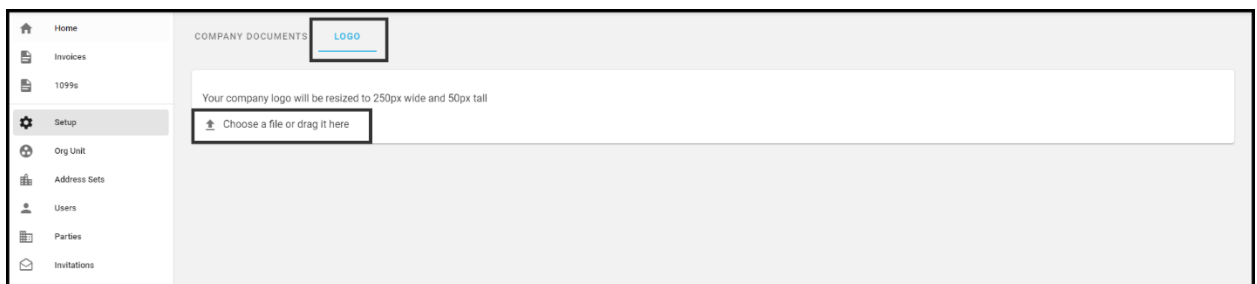 Home
Invoices
1099s
Setup
Org Unit
Address Sets
Users
Parties
Invitations
COMPANY DOCUMENTS LOGO
Your company logo will be resized to 250px wide and 50px tall
Choose a file or drag it here